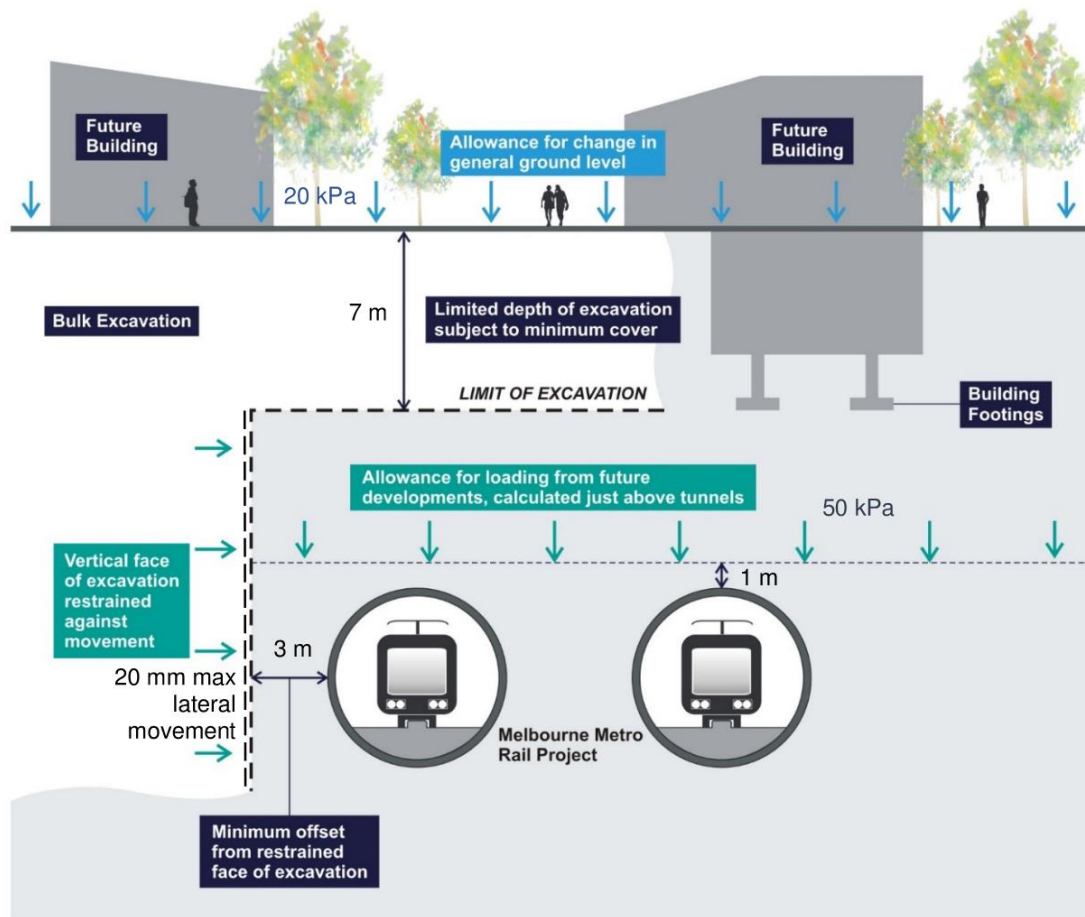 Future
Building
Allowance for change in
general ground level
Future
Building
20 kPa
Bulk Excavation
7 m
Limited depth of excavation
subject to minimum cover
LIMIT OF EXCAVATION
Building
Footings
Allowance for loading from future
developments, calculated just above tunnels
50 kPa
Vertical face
of excavation
restrained
against
movement
1 m
3 m
20 mm max
lateral
movement
Melbourne Metro
Rail Project
Minimum offset
from restrained
face of excavation